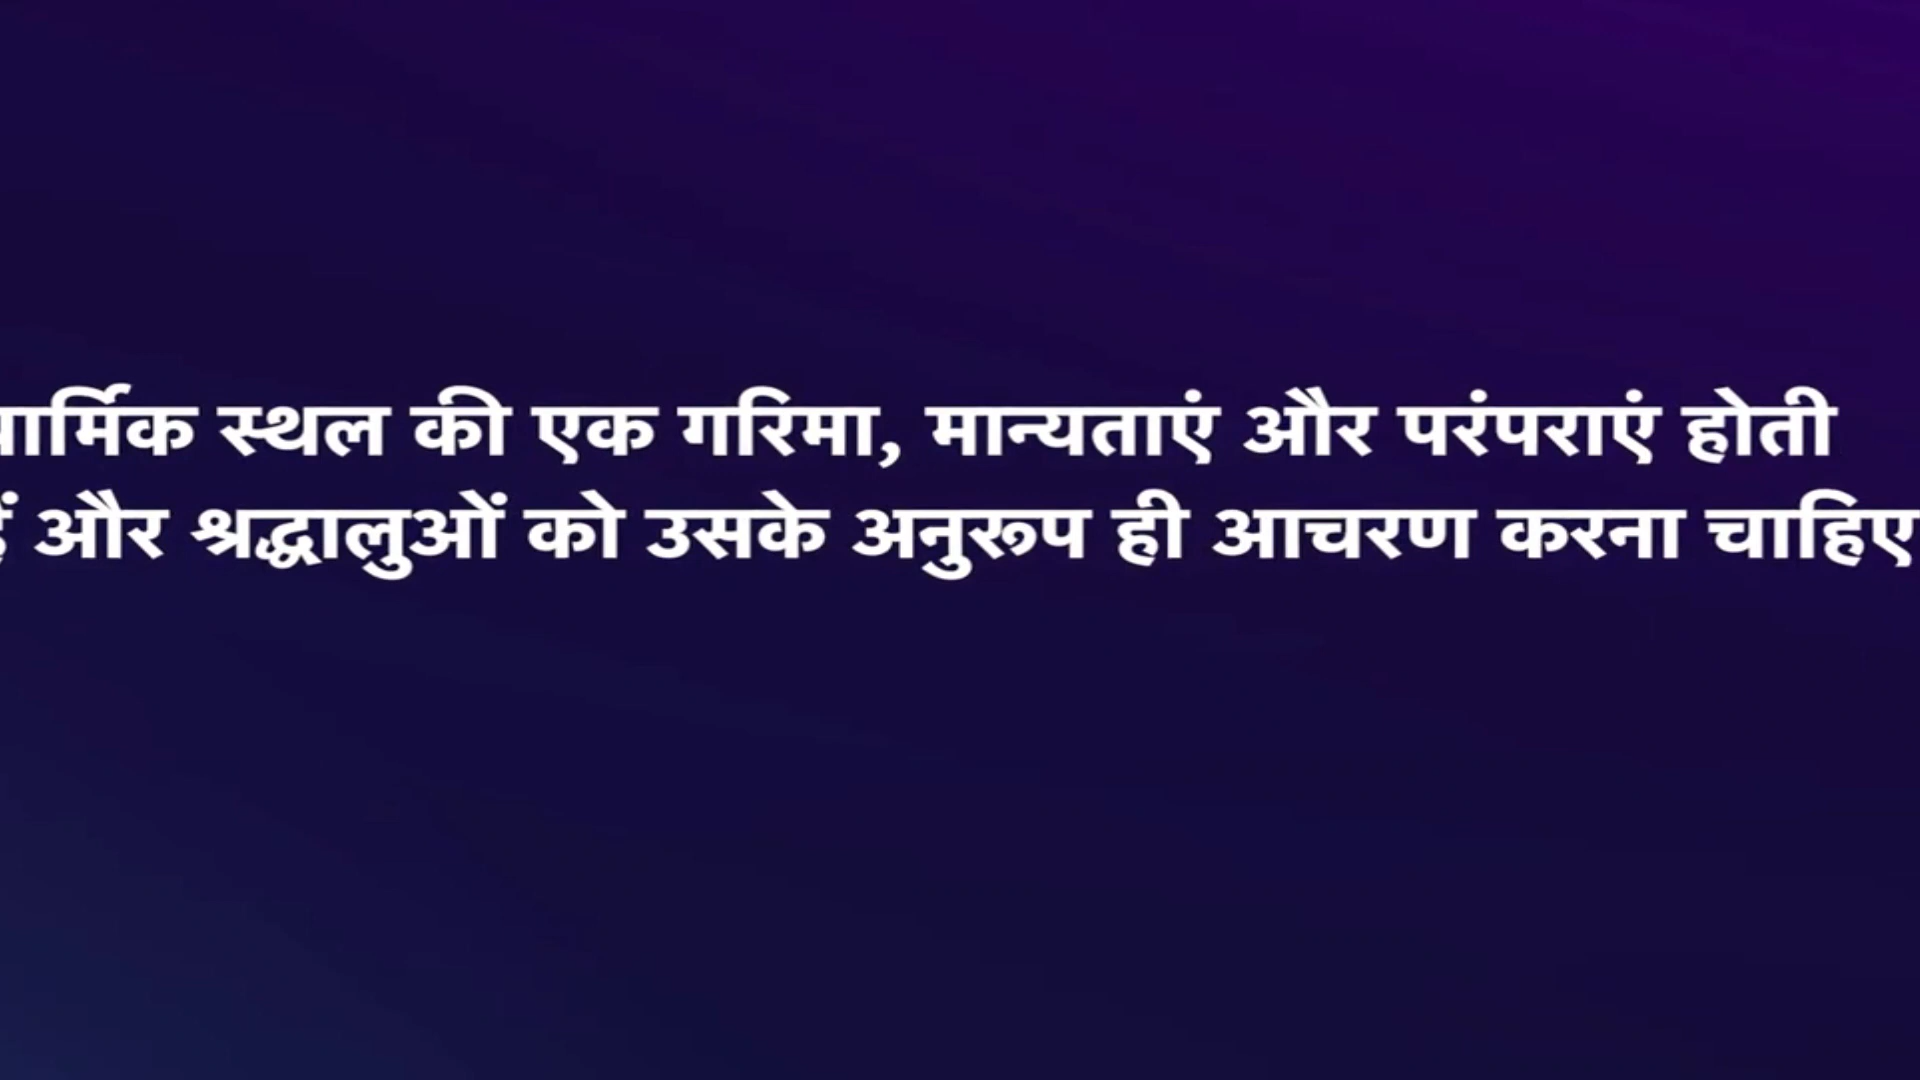 धार्मिक स्थल की एक गरिमा, मान्यताएं और परंपराएं होती
हैं और श्रद्धालुओं को उसके अनुरूप ही आचरण करना चाहिए